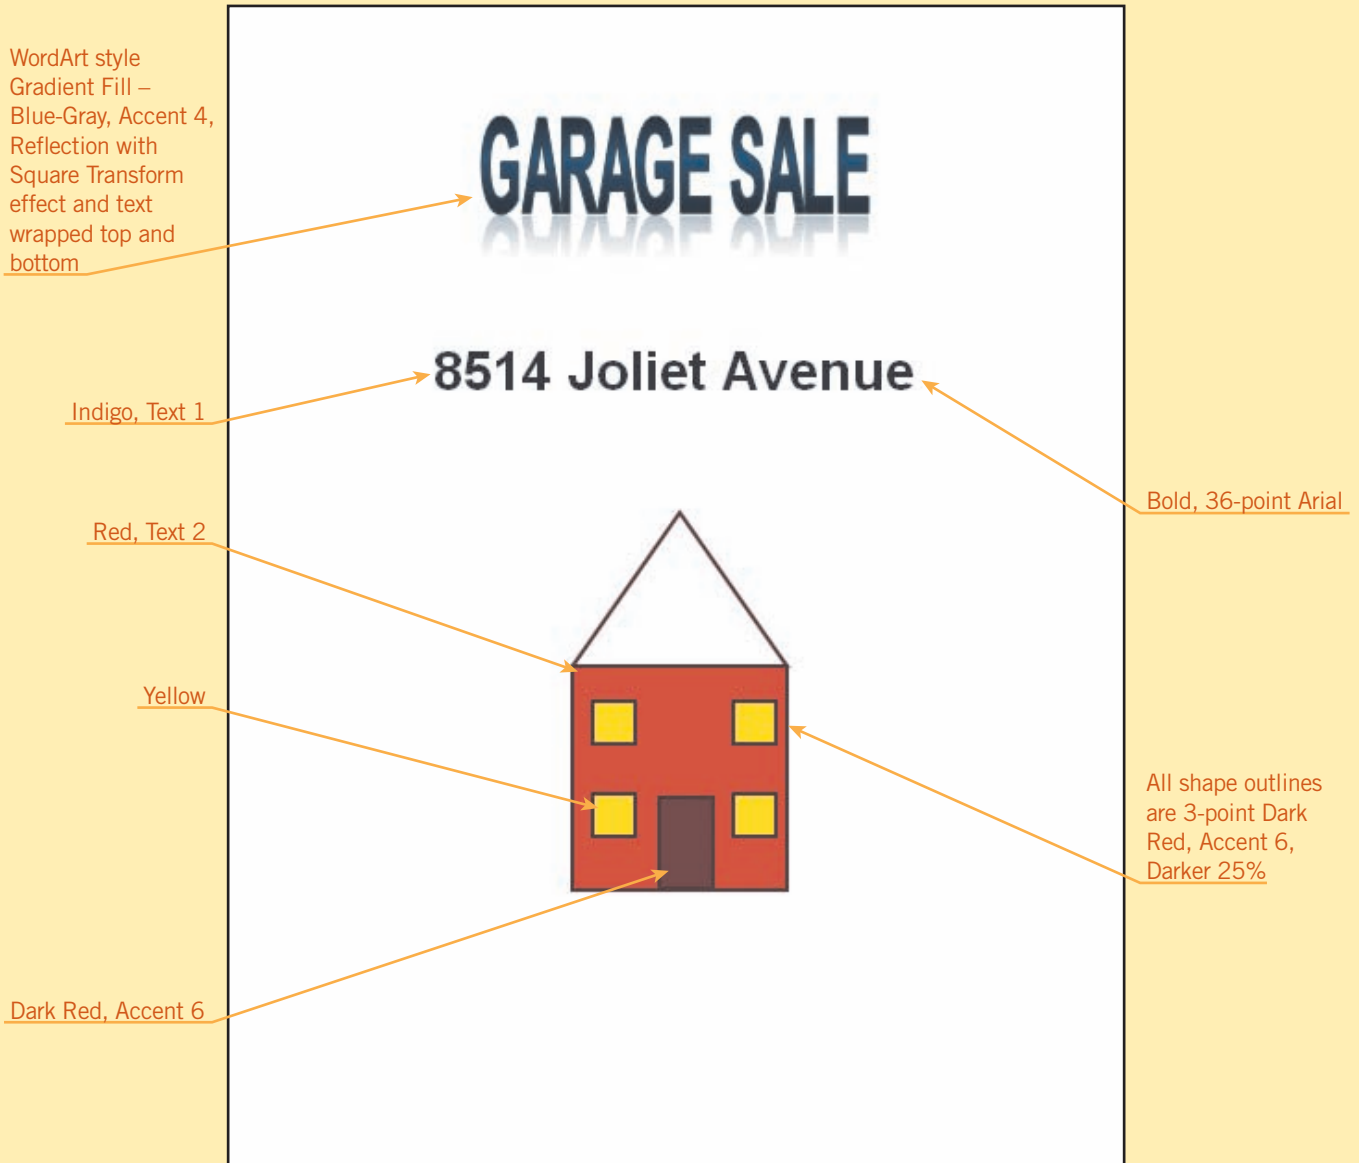 WordArt style
Gradient Fill –
Blue-Gray, Accent 4,
Reflection with
Square Transform
effect and text
wrapped top and
bottom
GARAGE SALE
8514 Joliet Avenue
Indigo, Text 1
Bold, 36-point Arial
Red, Text 2
Yellow
All shape outlines
are 3-point Dark
Red, Accent 6,
Darker 25%
Dark Red, Accent 6